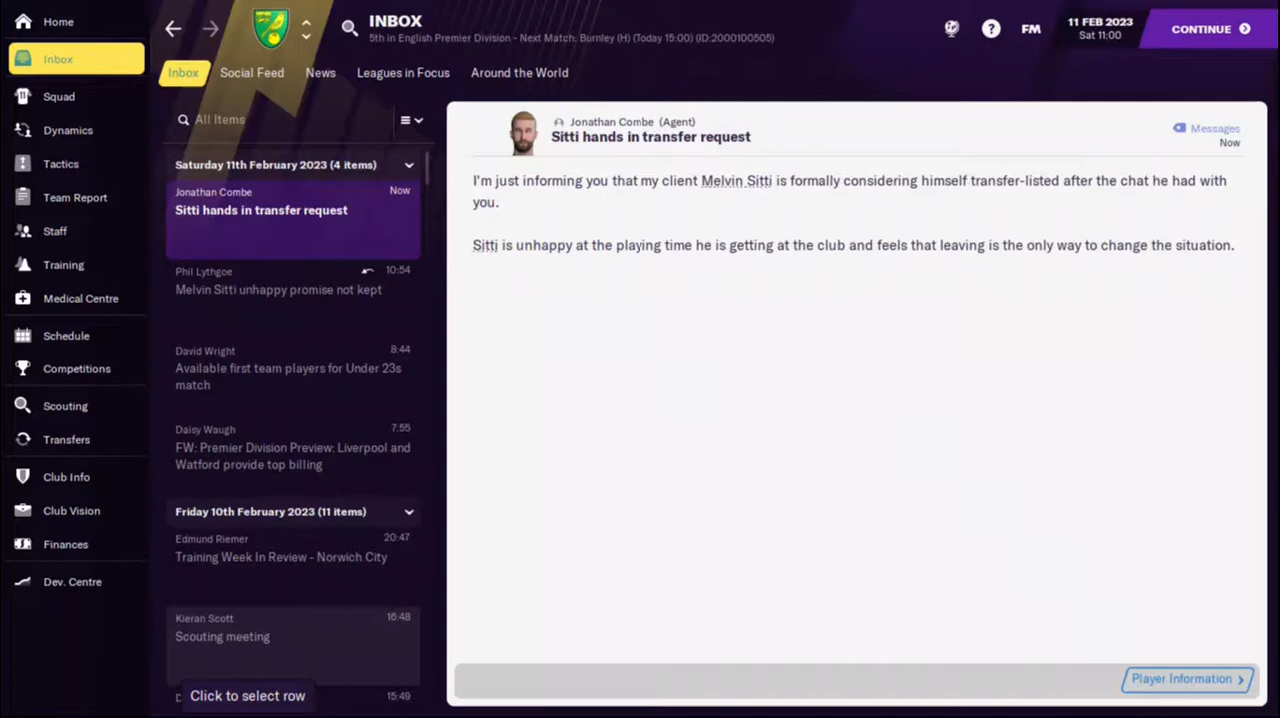 Home
Inbox
Squad
Dynamics
Tactics
Team Report
Staff
Training
Medical Centre
Schedule
Competitions
Scouting
Transfers
Club Info
Club Vision
Finances
Dev. Centre
INBOX
5th in English Premier Division - Next Match: Burnley (H) (Today 15:00) (ID:2000100505)
?
FM
11 FEB 2023
Sat 11:00
CONTINUE
Inbox
Social Feed
News
Leagues in Focus
Around the World
All Items
Saturday 11th February 2023 (4 items)
Jonathan Combe
Now
Sitti hands in transfer request
Phil Lythgoe
10:54
Melvin Sitti unhappy promise not kept
David Wright
8:44
Available first team players for Under 23s
match
Daisy Waugh
7:55
FW: Premier Division Preview: Liverpool and
Watford provide top billing
Friday 10th February 2023 (11 items)
Edmund Riemer
20:47
Training Week In Review - Norwich City
Kieran Scott
16:48
Scouting meeting
Click to select row
15:49
Jonathan Combe (Agent)
Sitti hands in transfer request
Messages
Now
I'm just informing you that my client Melvin Sitti is formally considering himself transfer-listed after the chat he had with
you.
Sitti is unhappy at the playing time he is getting at the club and feels that leaving is the only way to change the situation.
Player Information